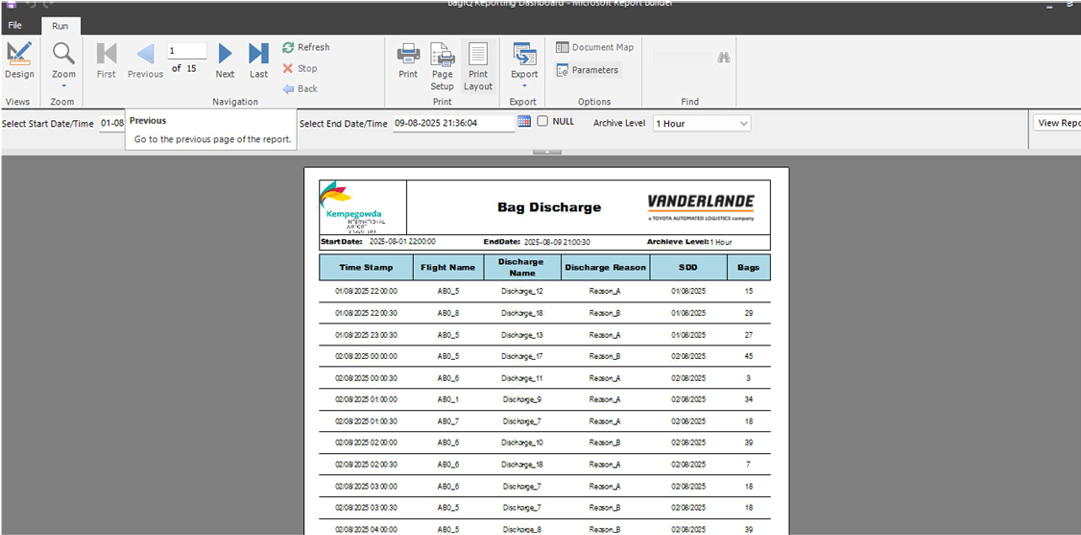 BagIQ Reporting Dashboard - Microsoft Report Builder
File Run
Design
Zoom
First
Previous
1
of 15
Next
Last
Refresh
Stop
Back
Print
Page Setup
Print Layout
Export
Document Map
Parameters
Views Zoom Navigation Print Export Options Find
Select Start Date/Time 01-08
Select End Date/Time 09-08-2025 21:36:04 NULL Archive Level 1 Hour View Repo
Previous
Go to the previous page of the report.
Kempegowda
INTERNATIONAL
AIRPORT
Bag Discharge
VANDERLANDE
a TOYOTA AUTOMATED LOGISTICS company
StartDate: 2025-08-01 22:00:00 EndDate: 2025-08-09 21:00:30 Archieve Level: 1 Hour
Time Stamp Flight Name Discharge Name Discharge Reason SDD Bags
01/08/2025 22:00:00 AB0_5 Discharge_12 Reason_A 01/08/2025 15
01/08/2025 22:00:30 AB0_8 Discharge_18 Reason_B 01/08/2025 29
01/08/2025 23:00:30 AB0_5 Discharge_13 Reason_A 01/08/2025 27
02/08/2025 00:00:00 AB0_5 Discharge_17 Reason_B 02/08/2025 45
02/08/2025 00:00:30 AB0_6 Discharge_11 Reason_A 02/08/2025 3
02/08/2025 01:00:00 AB0_1 Discharge_9 Reason_A 02/08/2025 34
02/08/2025 01:00:30 AB0_7 Discharge_7 Reason_A 02/08/2025 18
02/08/2025 02:00:00 AB0_6 Discharge_10 Reason_B 02/08/2025 39
02/08/2025 02:00:30 AB0_6 Discharge_18 Reason_A 02/08/2025 7
02/08/2025 03:00:00 AB0_6 Discharge_7 Reason_A 02/08/2025 18
02/08/2025 03:00:30 AB0_5 Discharge_7 Reason_B 02/08/2025 18
02/08/2025 04:00:00 AB0_5 Discharge_8 Reason_B 02/08/2025 39